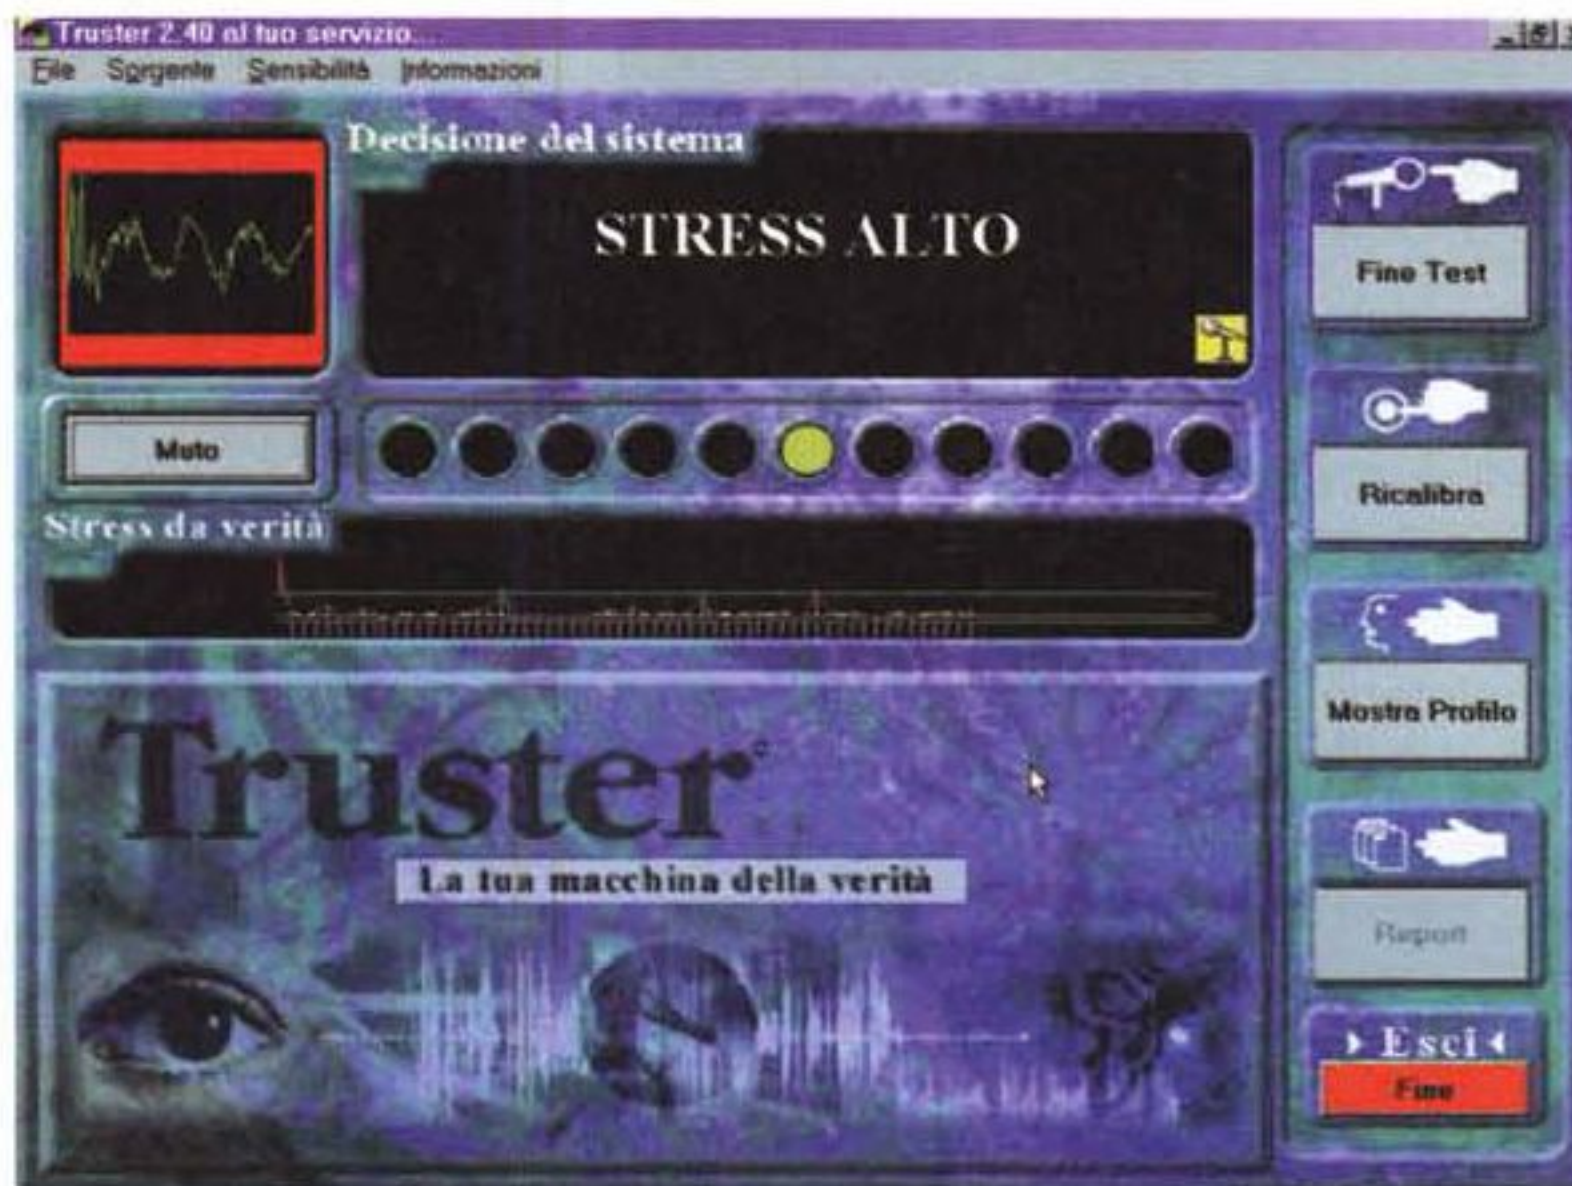 Truster 2.40 al tuo servizio...
File Sorgente Sensibilità Informazioni
Decisione del sistema
STRESS ALTO
Fine Test
Muto
Ricalibra
Stress da verità
Mostra Profilo
Truster©
La tua macchina della verità
Report
Esci
Fine